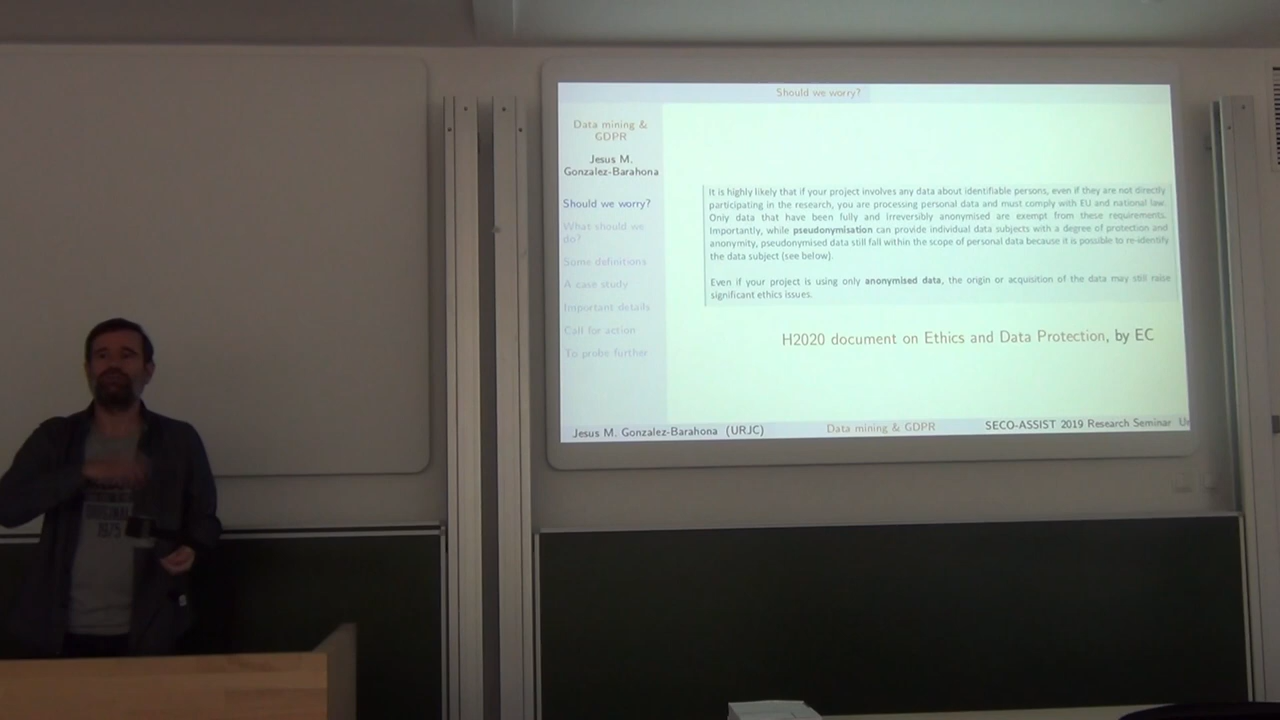 Should we worry?
Data mining &
GDPR
Jesus M.
Gonzalez-Barahona
Should we worry?
What should we
do?
Some definitions
A case study
Important details
Call for action
To probe further
It is highly likely that if your project involves any data about identifiable persons, even if they are not directly
participating in the research, you are processing personal data and must comply with EU and national law.
Only data that have been fully and irreversibly anonymised are exempt from these requirements.
Importantly, while pseudonymisation can provide individual data subjects with a degree of protection and
anonymity, pseudonymised data still fall within the scope of personal data because it is possible to re-identify
the data subject (see below).
Even if your project is using only anonymised data, the origin or acquisition of the data may still raise
significant ethics issues.
H2020 document on Ethics and Data Protection, by EC
Jesus M. Gonzalez-Barahona (URJC)
Data mining & GDPR
SECO-ASSIST 2019 Research Seminar
ORIGINAL
1975